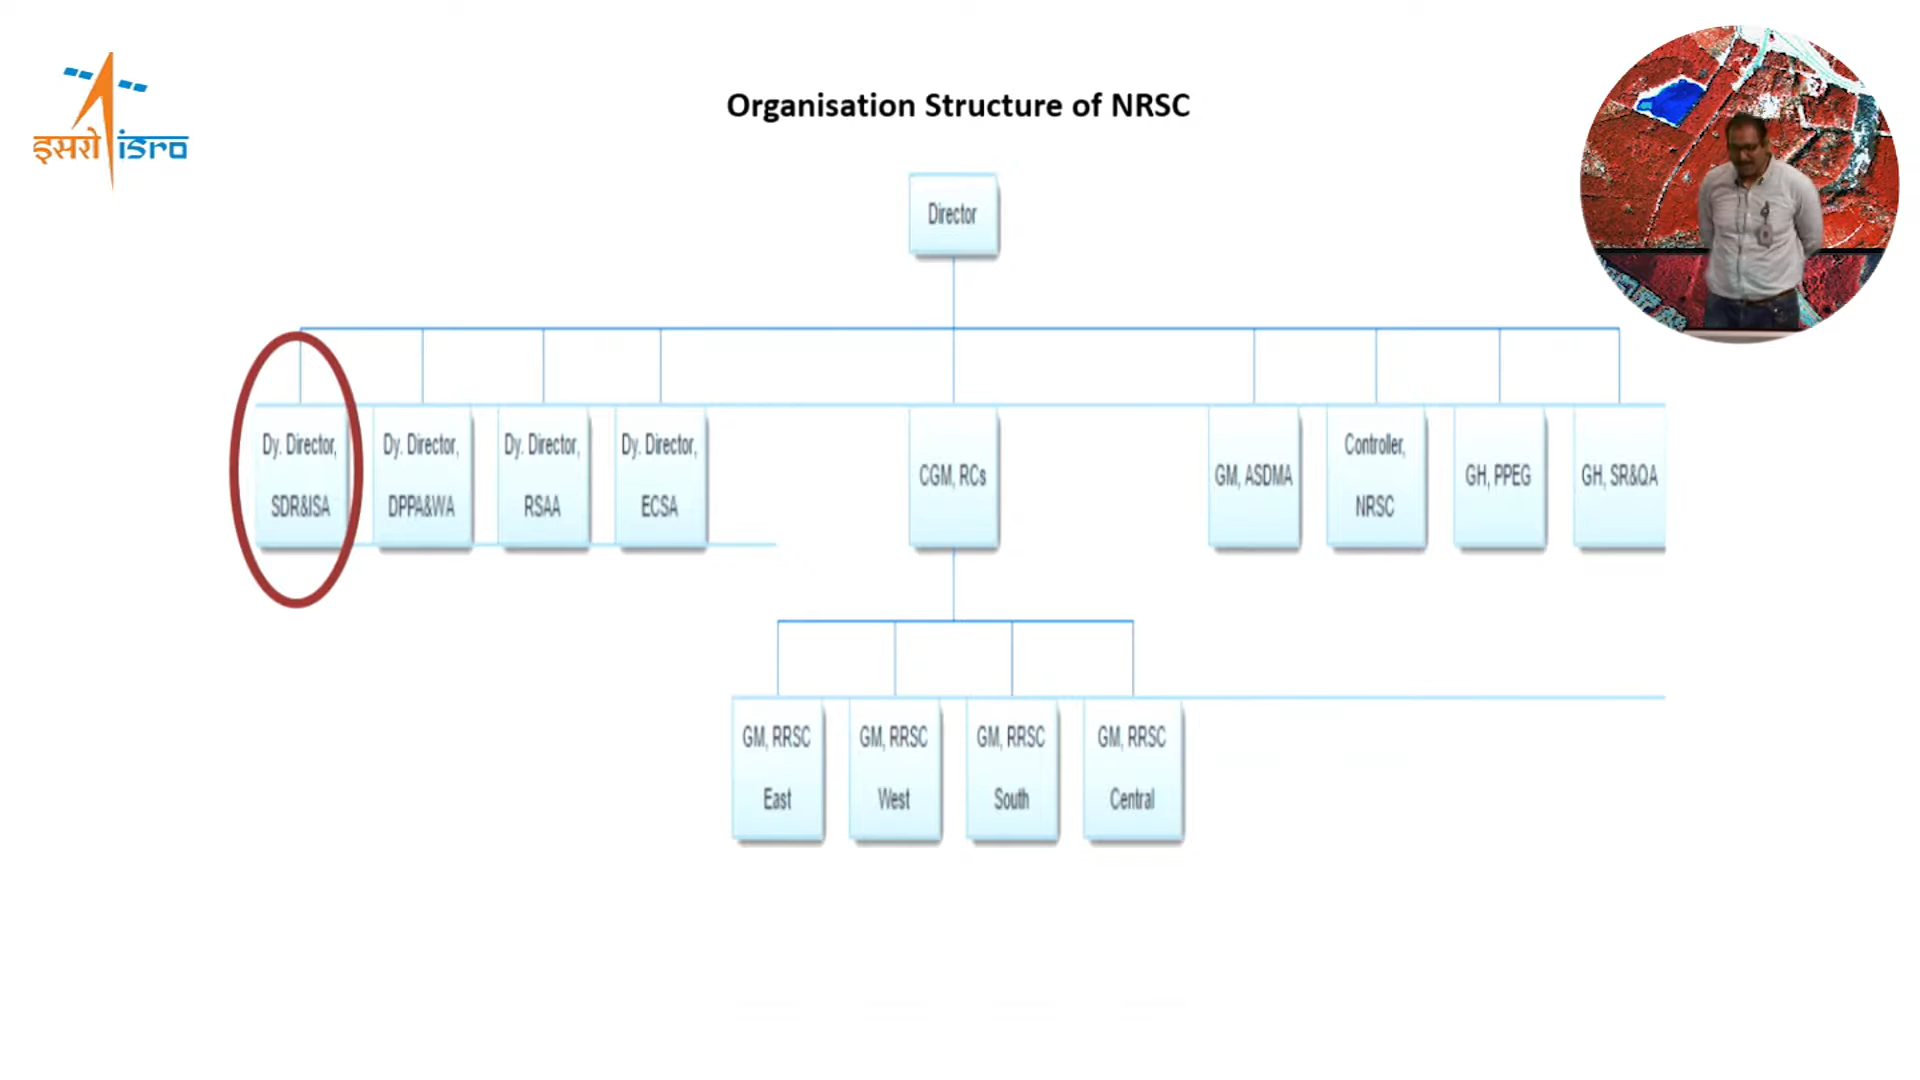 इसरो isro
Organisation Structure of NRSC
Director
Dy. Director,
SDR&ISA
Dy. Director,
DPPA&WA
Dy. Director,
RSAA
Dy. Director,
ECSA
CGM, RCs
GM, ASDMA
Controller,
NRSC
GH, PPEG
GH, SR&QA
GM, RRSC
East
GM, RRSC
West
GM, RRSC
South
GM, RRSC
Central